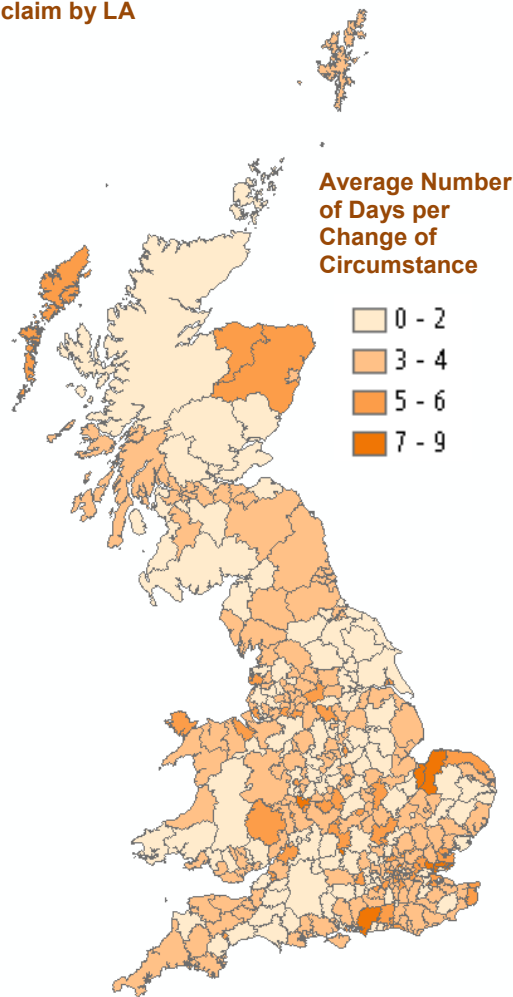 claim by LA
Average Number
of Days per
Change of
Circumstance
0 - 2
3 - 4
5 - 6
7 - 9